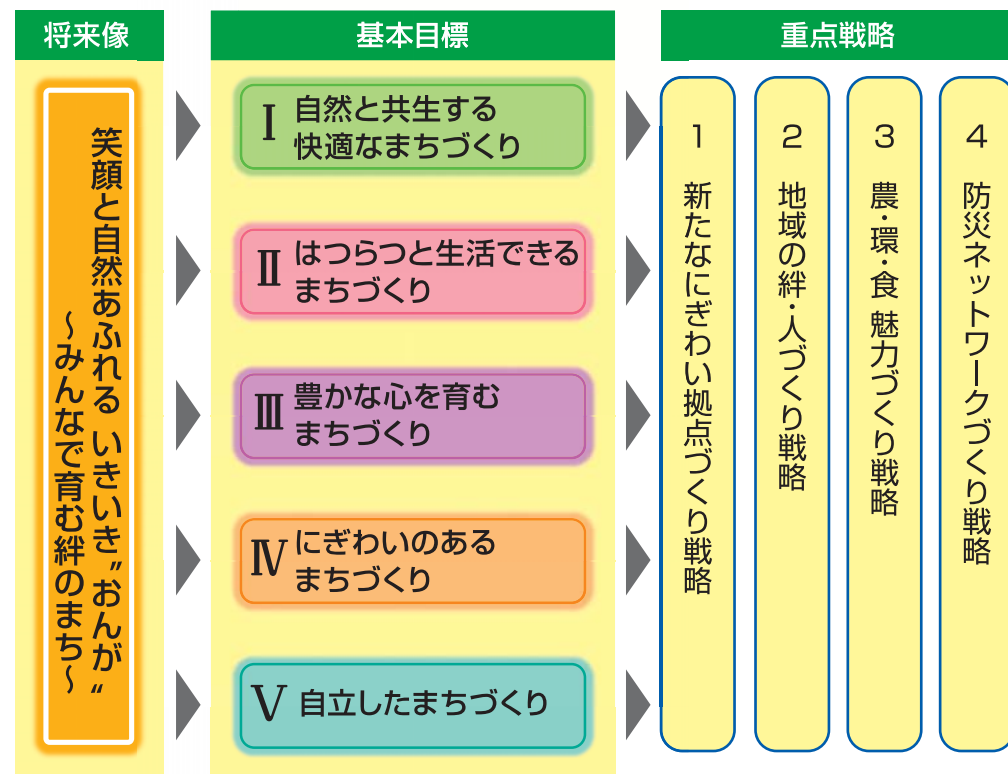 将来像
笑顔と自然あふれる いきいき〟おんが〝
～みんなで育む絆のまち～
基本目標
Ⅰ 自然と共生する
快適なまちづくり
Ⅱ はつらつと生活できる
まちづくり
Ⅲ 豊かな心を育む
まちづくり
Ⅳ にぎわいのある
まちづくり
Ⅴ 自立したまちづくり
重点戦略
1 新たなにぎわい拠点づくり戦略
2 地域の絆・人づくり戦略
3 農・環・食 魅力づくり戦略
4 防災ネットワークづくり戦略